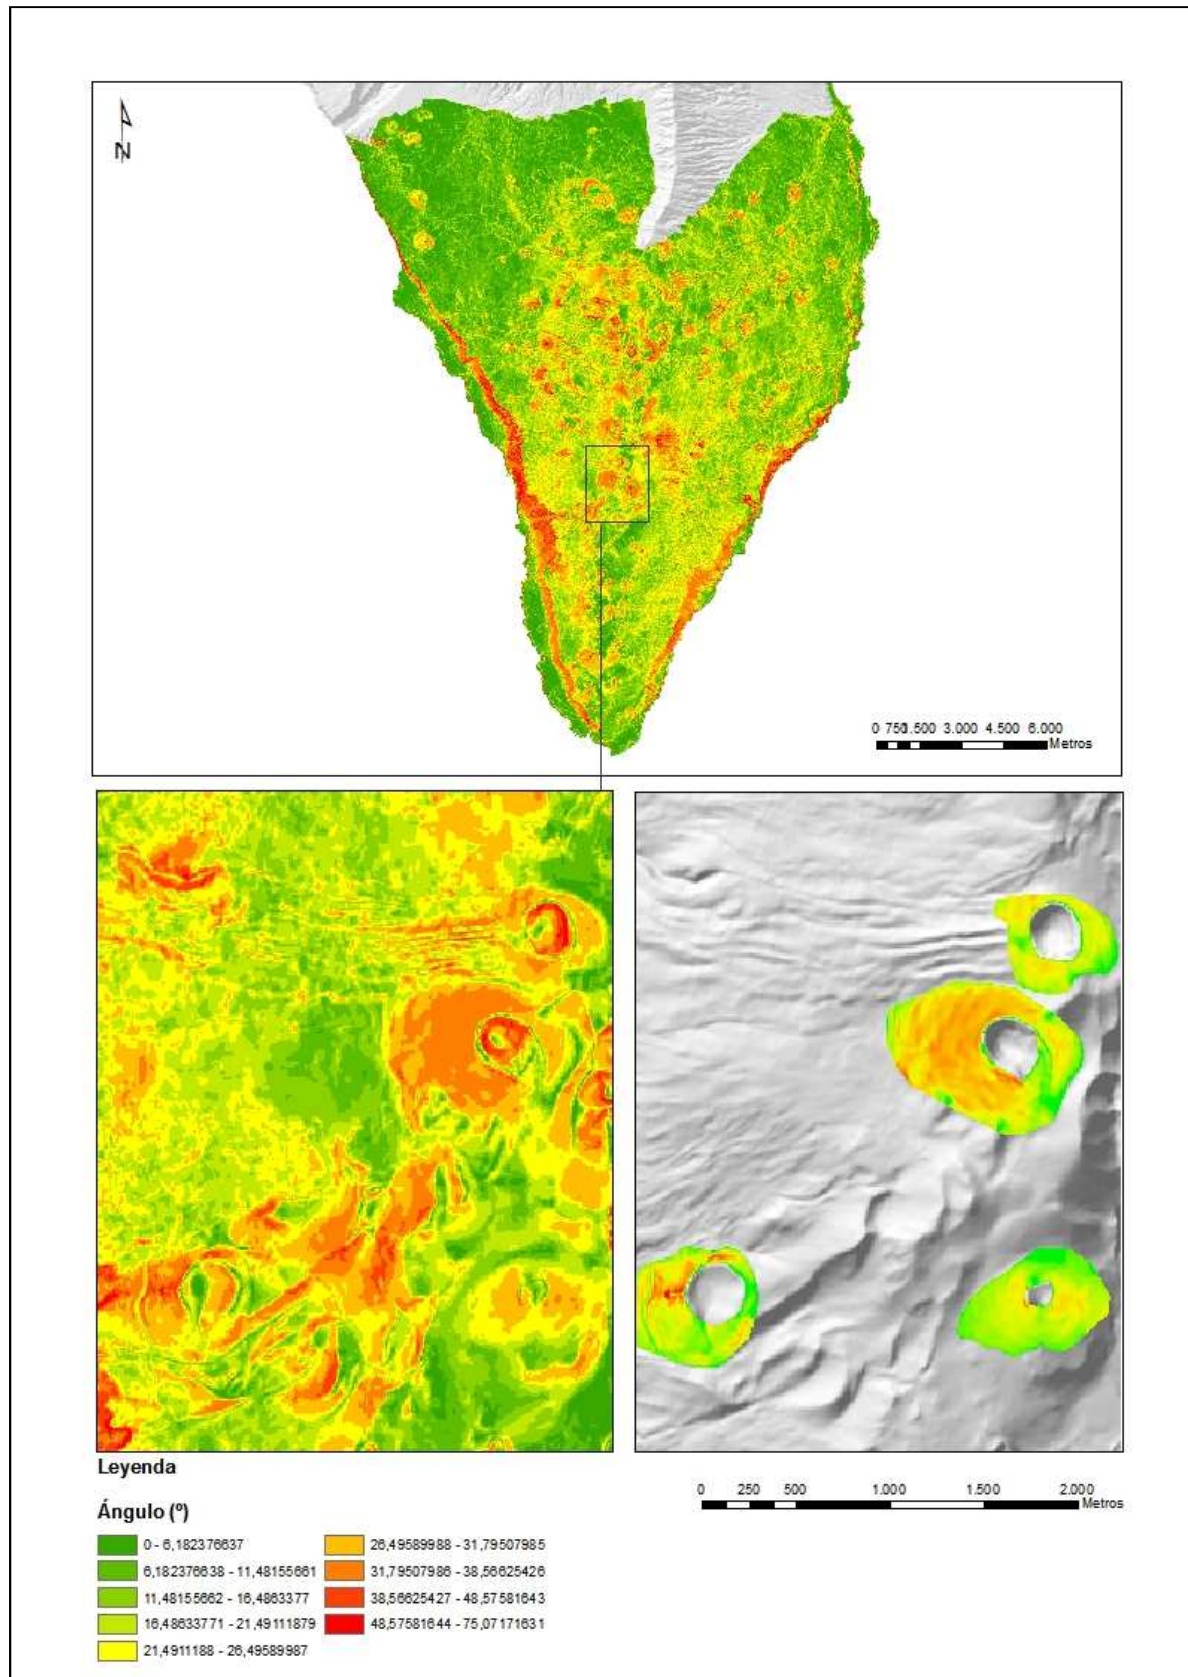 N
0 750 1.500 3.000 4.500 6.000
Metros
Leyenda
Ángulo (º)
0 - 6,182376637
6,182376638 - 11,48155661
11,48155662 - 16,4863377
16,48633771 - 21,49111879
21,4911188 - 26,49589987
26,49589988 - 31,79507985
31,79507986 - 38,56625426
38,56625427 - 48,57581643
48,57581644 - 75,07171631
0 250 500 1.000 1.500 2.000
Metros